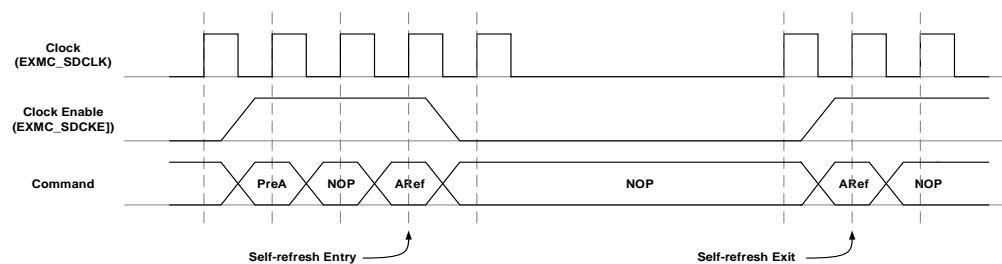 Clock
(EXMC_SDCLK)
Clock Enable
(EXMC_SDCKE])
Command
PreA
NOP
ARef
NOP
ARef
NOP
Self-refresh Entry
Self-refresh Exit